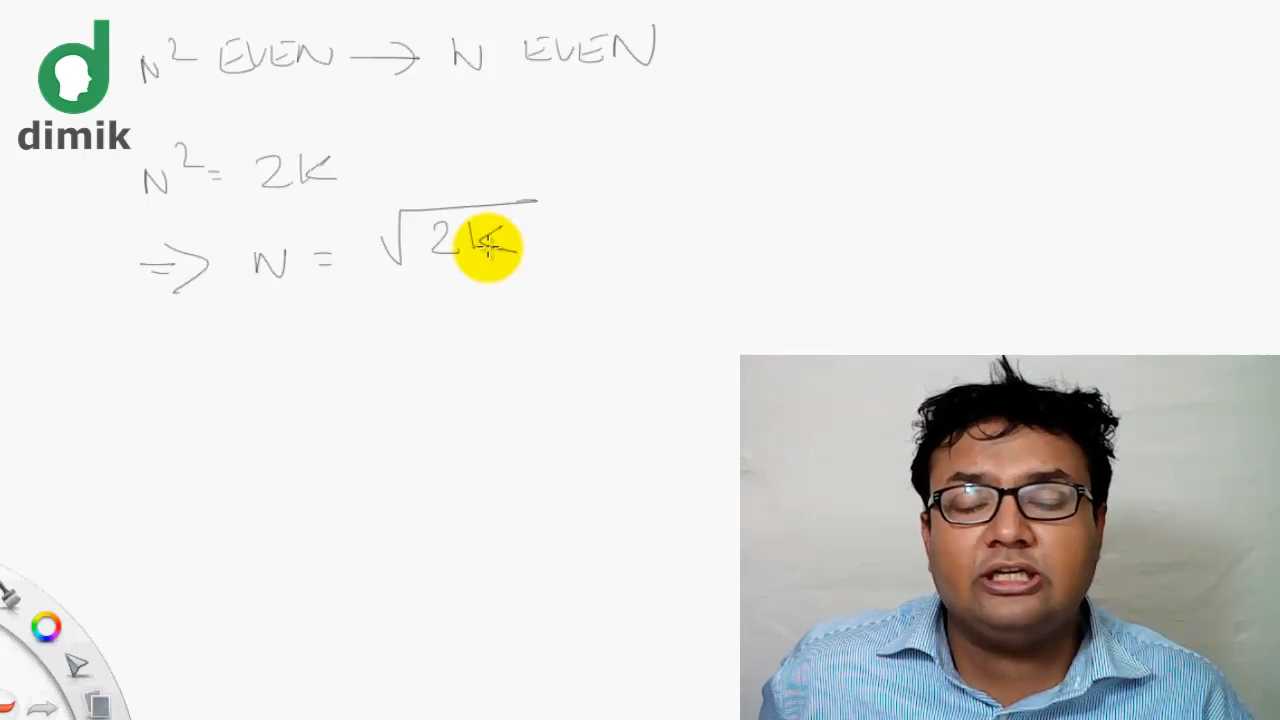 dimik
N² EVEN → N EVEN
N² = 2K
⇒ N = √2K